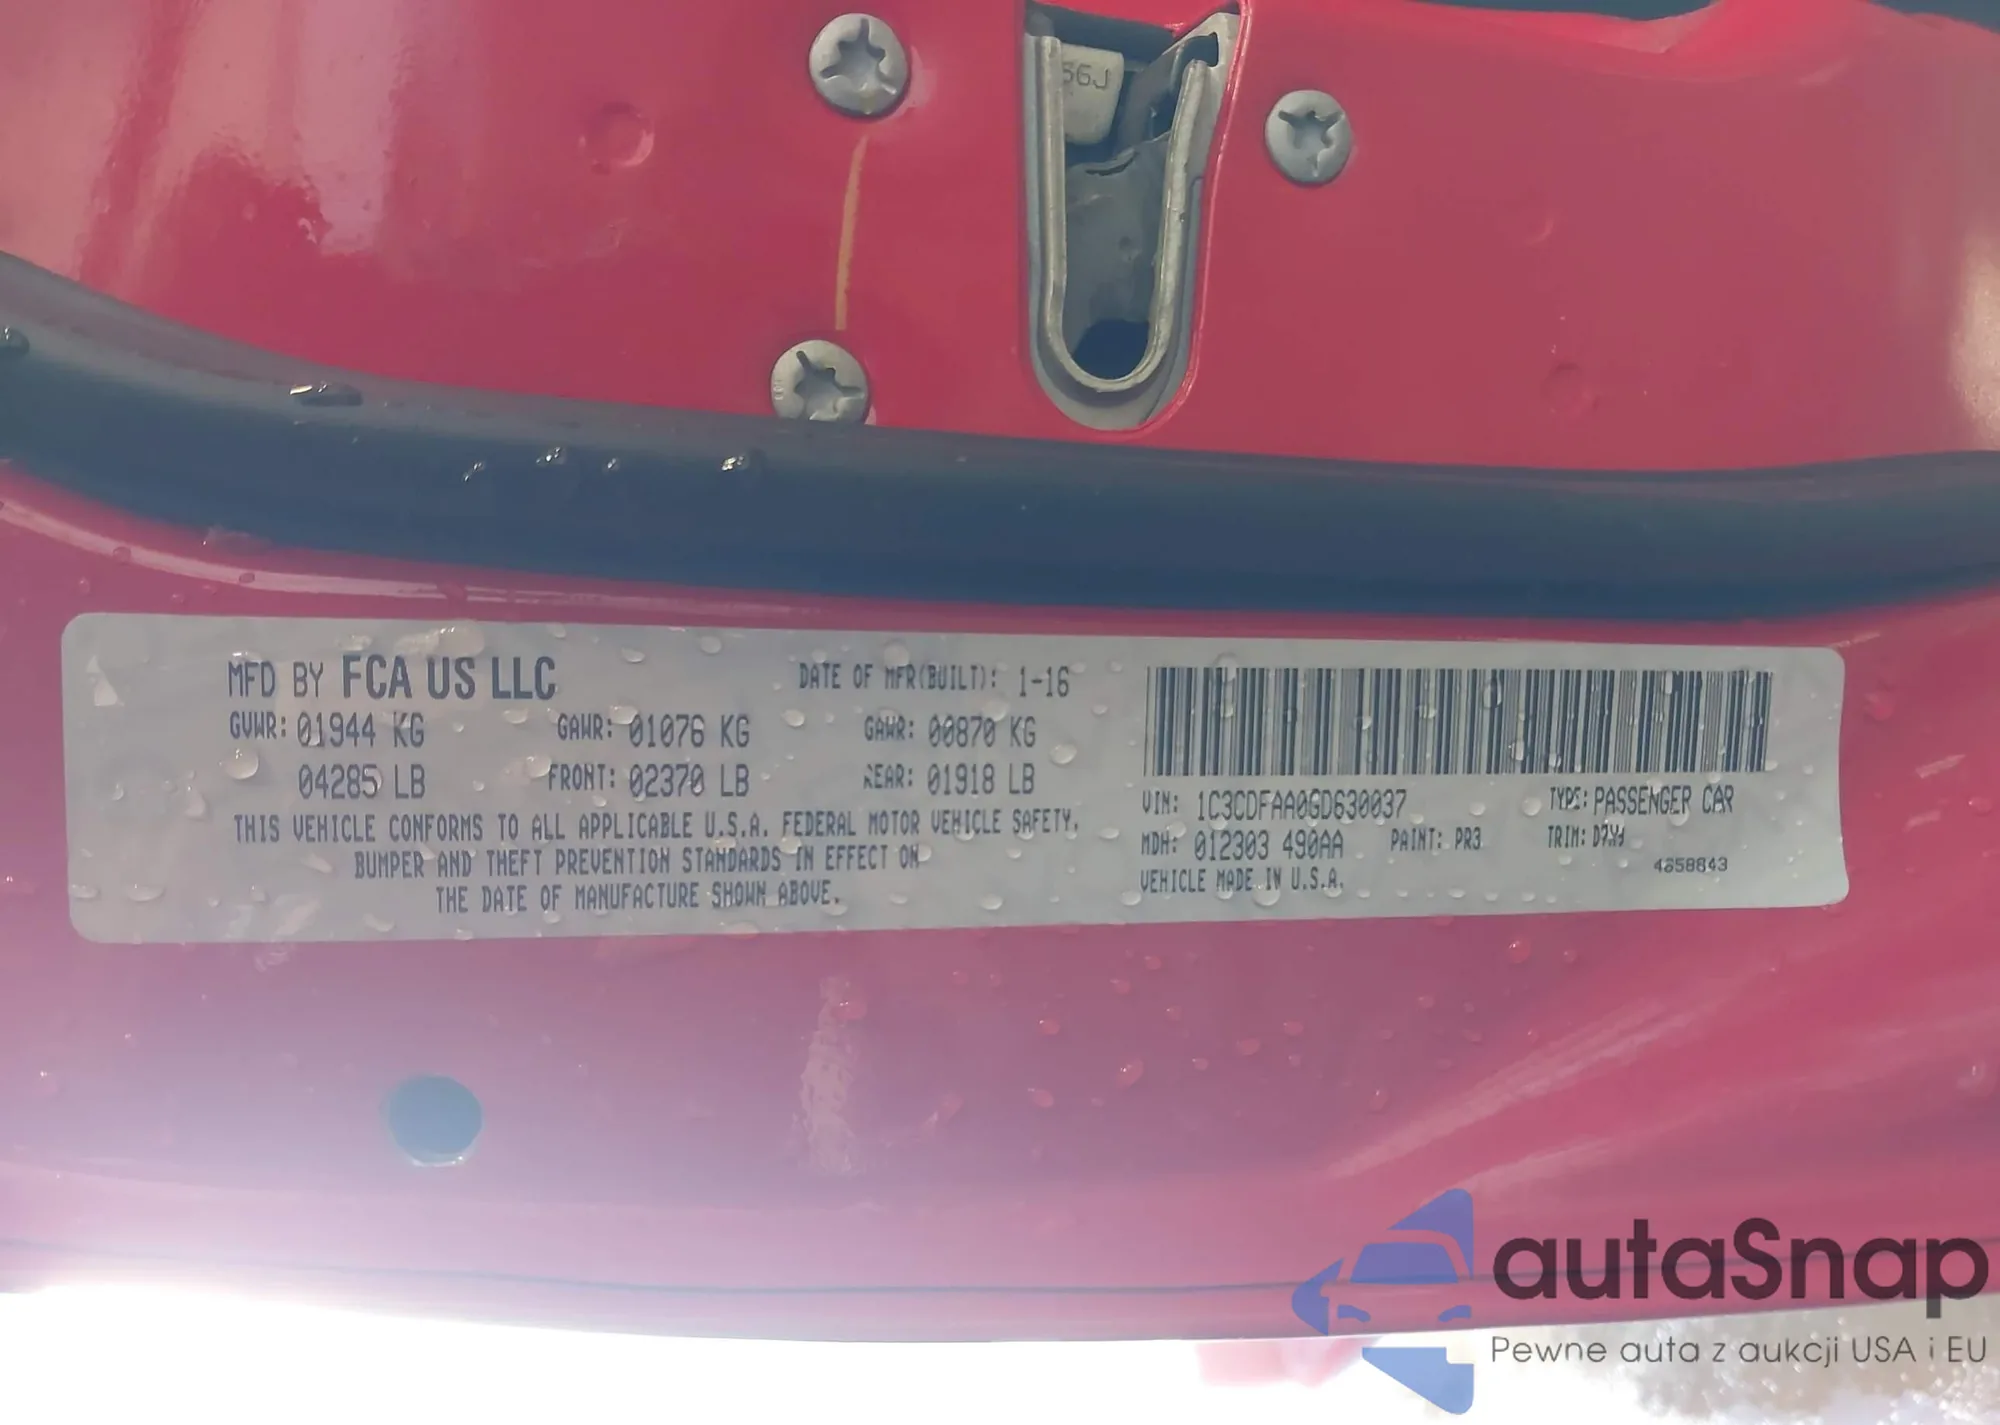 56J
MFD BY FCA US LLC
DATE OF MFR(BUILT): 1-16
GVWR: 01944 KG
GAWR: 01076 KG
GAWR: 00870 KG
04285 LB
FRONT: 02370 LB
REAR: 01918 LB
THIS VEHICLE CONFORMS TO ALL APPLICABLE U.S.A. FEDERAL MOTOR VEHICLE SAFETY,
BUMPER AND THEFT PREVENTION STANDARDS IN EFFECT ON
THE DATE OF MANUFACTURE SHOWN ABOVE.
VIN: 1C3CDFAA0GD630037
TYPE: PASSENGER CAR
MDH: 012303 490AA
PAINT: PR3
TRIM:
VEHICLE MADE IN U.S.A.
autaSnap
Pewne auta z aukcji USA i EU